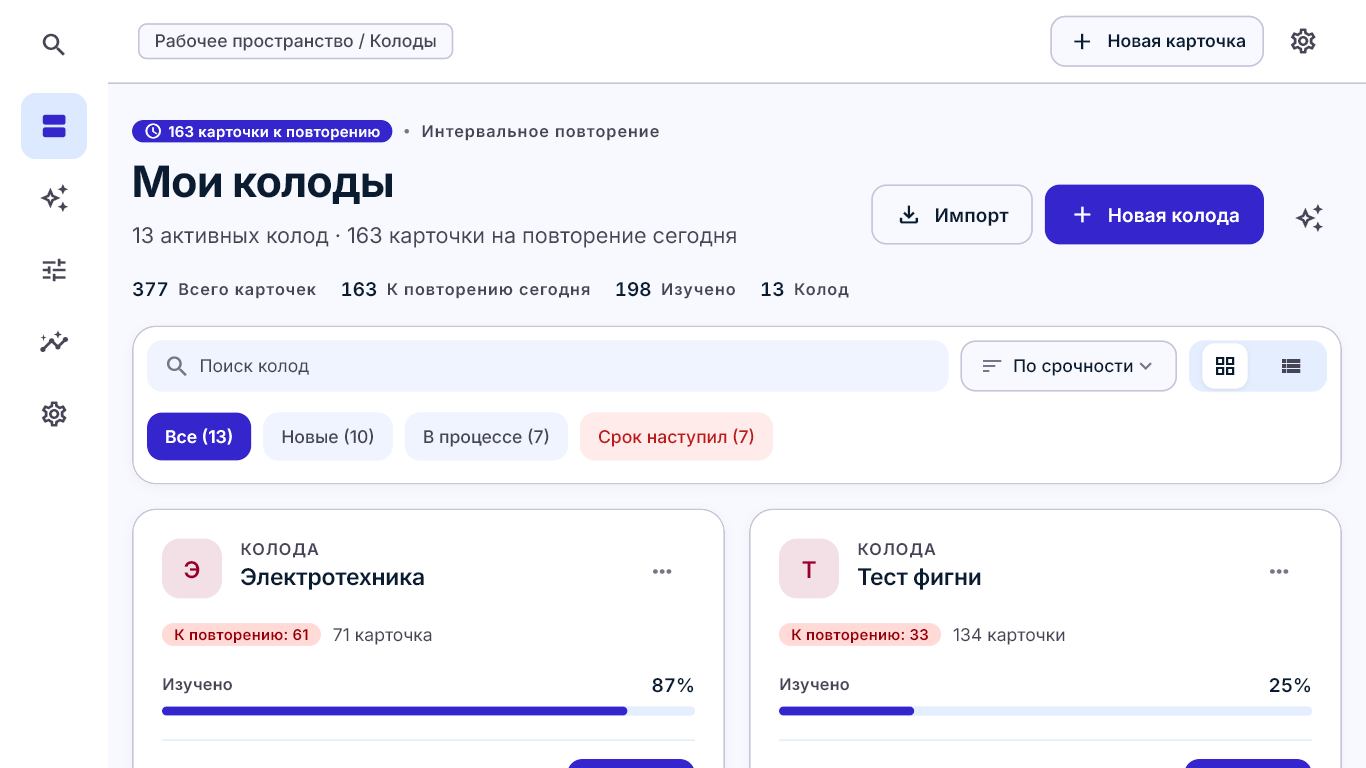 Рабочее пространство / Колоды
Новая карточка
163 карточки к повторению • Интервальное повторение
Мои колоды
13 активных колод · 163 карточки на повторение сегодня
Импорт
Новая колода
377 Всего карточек 163 К повторению сегодня 198 Изучено 13 Колод
Поиск колод
По срочности
Все (13) Новые (10) В процессе (7) Срок наступил (7)
Э
КОЛОДА
Электротехника
К повторению: 61 71 карточка
Изучено 87%
Т
КОЛОДА
Тест фигни
К повторению: 33 134 карточки
Изучено 25%